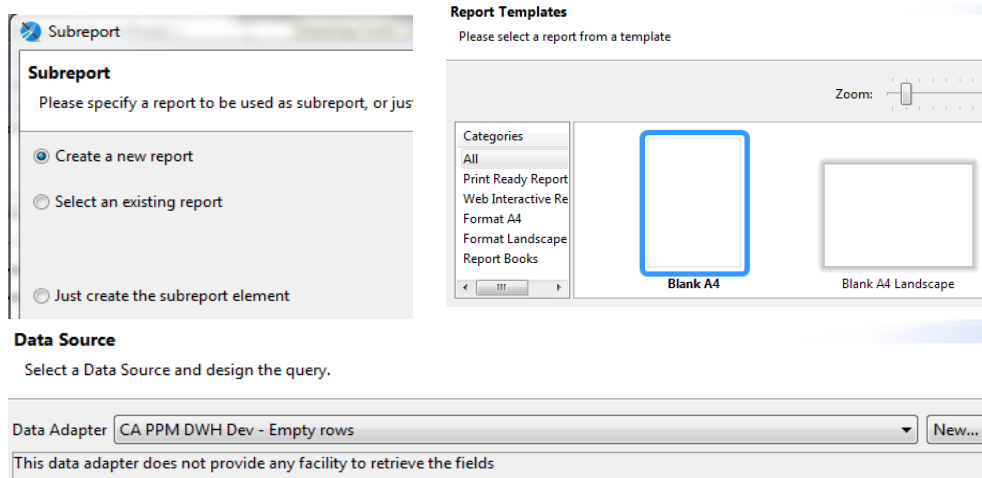 Subreport
Subreport
Please specify a report to be used as subreport, or jus
Create a new report
Select an existing report
Just create the subreport element
Report Templates
Please select a report from a template
Zoom:
Categories
All
Print Ready Report
Web Interactive Re
Format A4
Format Landscape
Report Books
Blank A4
Blank A4 Landscape
Data Source
Select a Data Source and design the query.
Data Adapter CA PPM DWH Dev - Empty rows New...
This data adapter does not provide any facility to retrieve the fields